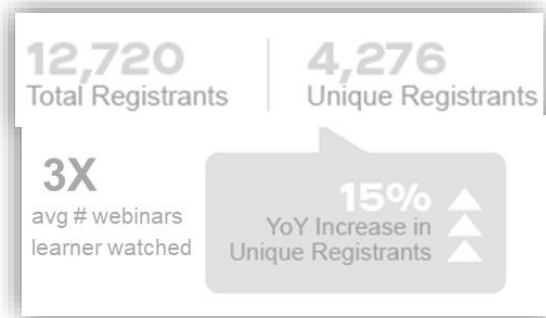 12,720
Total Registrants
4,276
Unique Registrants
3X
avg # webinars
learner watched
15%
YoY Increase in
Unique Registrants